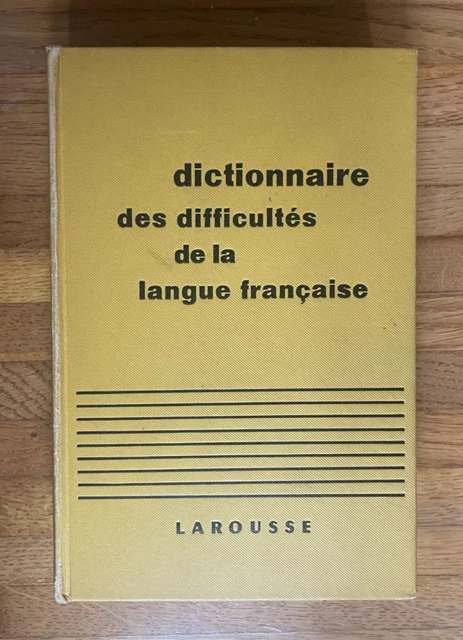 dictionnaire
des difficultés
de la
langue française
LAROUSSE